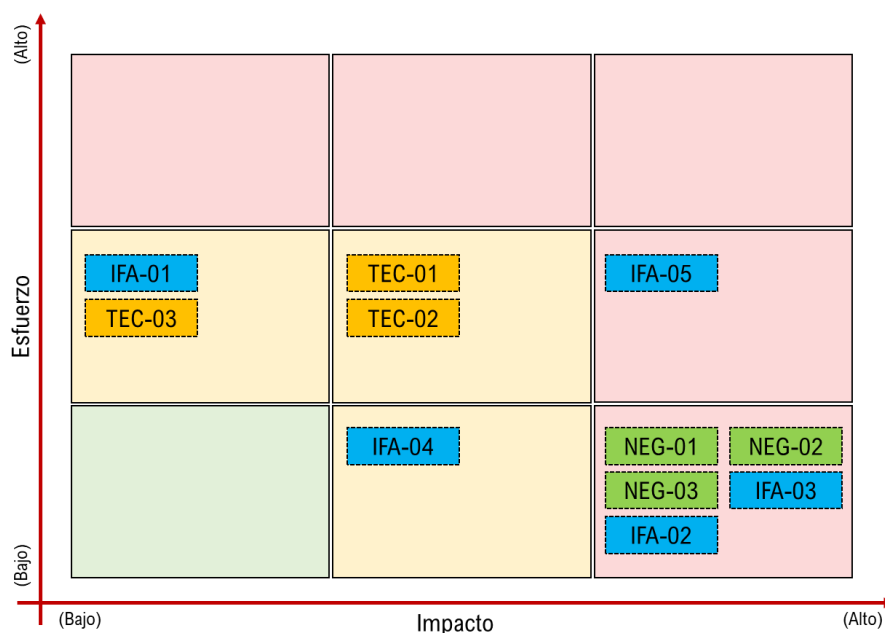 (Alto)
Esfuerzo
(Bajo)
IFA-01
TEC-03
TEC-01
TEC-02
IFA-05
IFA-04
NEG-01 NEG-02
NEG-03 IFA-03
IFA-02
(Bajo)
Impacto
(Alto)